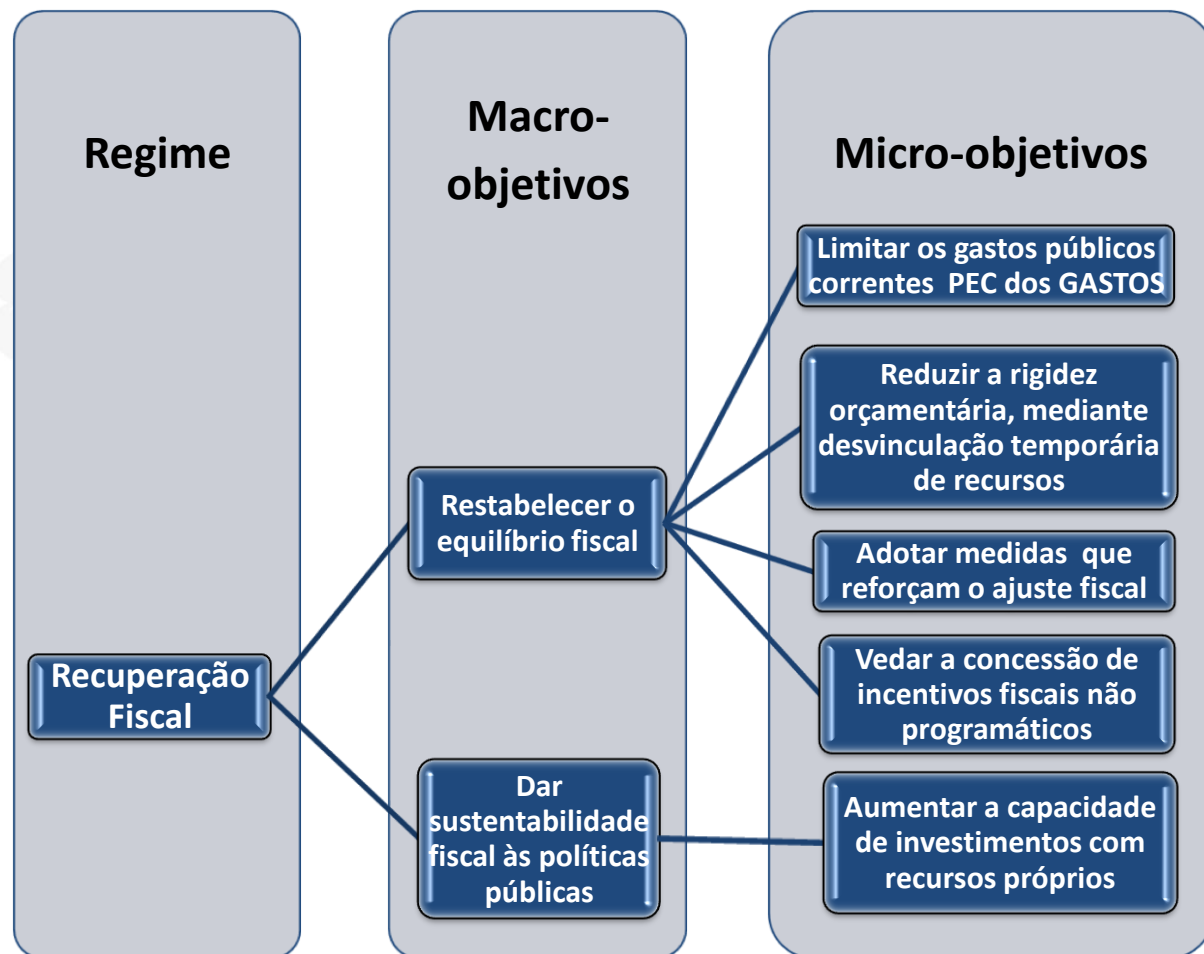 Regime
Macro-
objetivos
Micro-objetivos
Recuperação
Fiscal
Restabelecer o
equilíbrio fiscal
Dar
sustentabilidade
fiscal às políticas
públicas
Limitar os gastos públicos
correntes  PEC dos GASTOS
Reduzir a rigidez
orçamentária, mediante
desvinculação temporária
de recursos
Adotar medidas  que
reforçam o ajuste fiscal
Vedar a concessão de
incentivos fiscais não
programáticos
Aumentar a capacidade
de investimentos com
recursos próprios